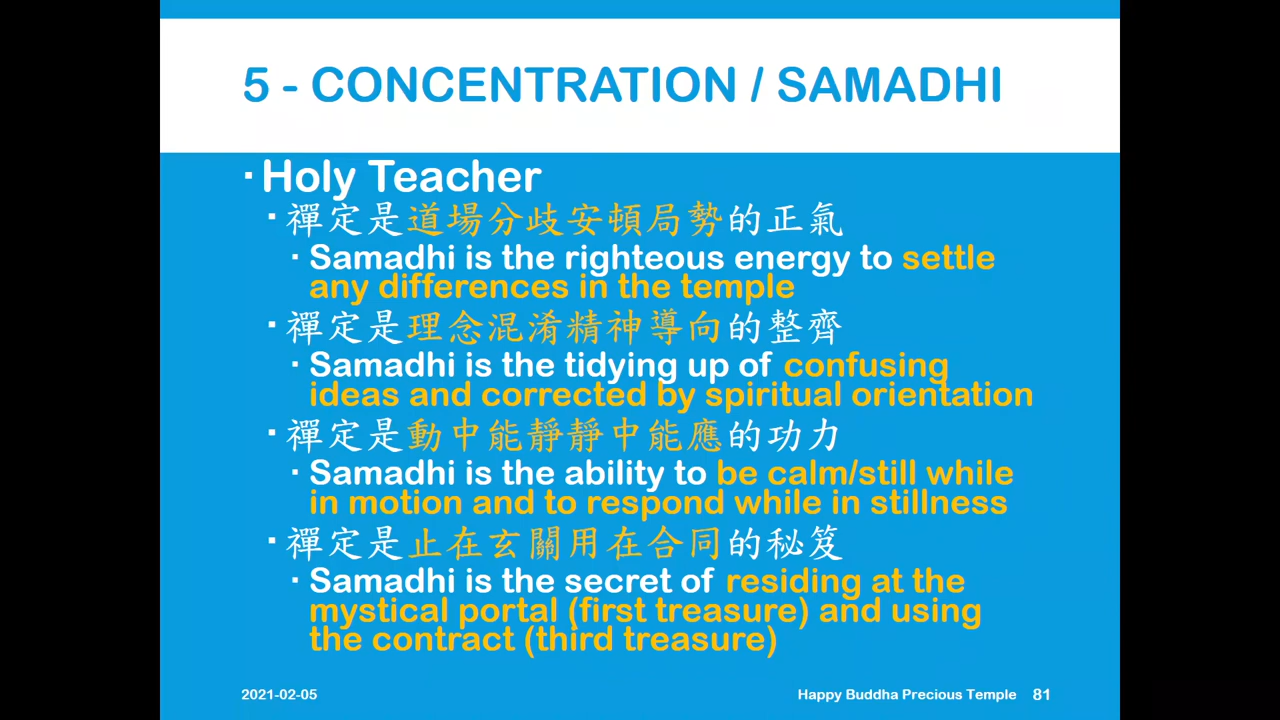 5 - CONCENTRATION / SAMADHI
▪ Holy Teacher
▪ 禪定是道場分歧安頓局勢的正氣
▪ Samadhi is the righteous energy to settle
any differences in the temple
▪ 禪定是理念混淆精神導向的整齊
▪ Samadhi is the tidying up of confusing
ideas and corrected by spiritual orientation
▪ 禪定是動中能靜靜中能應的功力
▪ Samadhi is the ability to be calm/still while
in motion and to respond while in stillness
▪ 禪定是止在玄關用在合同的秘笈
▪ Samadhi is the secret of residing at the
mystical portal (first treasure) and using
the contract (third treasure)
2021-02-05
Happy Buddha Precious Temple 81